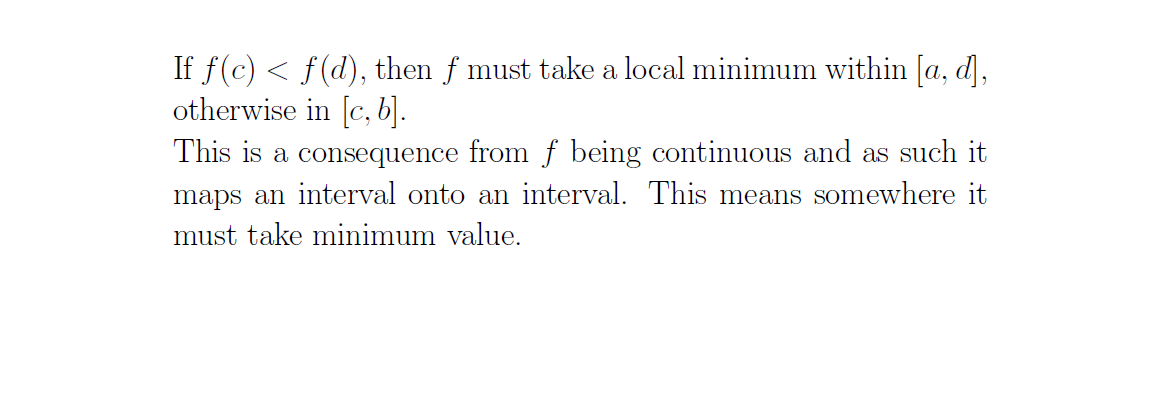 If f(c) < f(d), then f must take a local minimum within [a, d],
otherwise in [c, b].
This is a consequence from f being continuous and as such it
maps an interval onto an interval. This means somewhere it
must take minimum value.